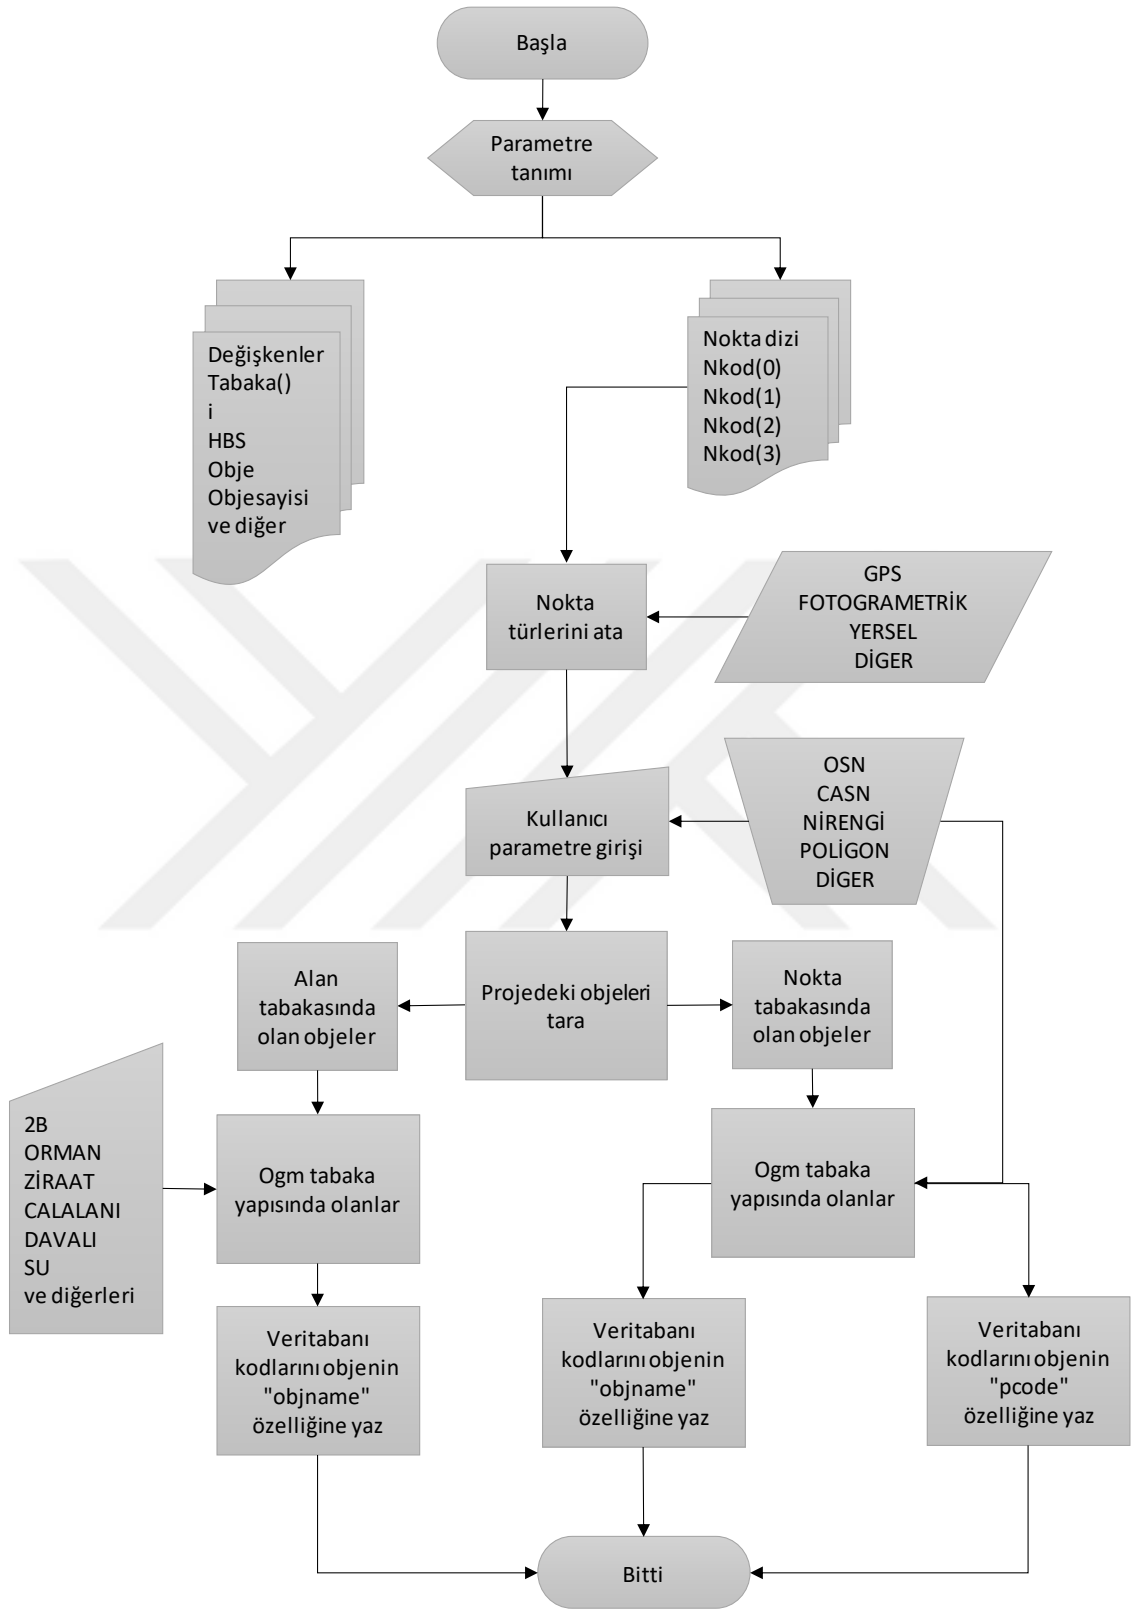 Başla
Parametre
tanımı
Değişkenler
Tabaka()
i
HBS
Obje
Objesayisi
ve diğer
Nokta dizi
Nkod(0)
Nkod(1)
Nkod(2)
Nkod(3)
Nokta
türlerini ata
GPS
FOTOGRAMETRİK
YERSEL
DİGER
Kullanıcı
parametre girişi
OSN
CASN
NİRENGİ
POLİGON
DİGER
Alan
tabakasında
olan objeler
Projedeki objeleri
tara
Nokta
tabakasında
olan objeler
2B
ORMAN
ZİRAAT
CALALANI
DAVALI
SU
ve diğerleri
Ogm tabaka
yapısında olanlar
Ogm tabaka
yapısında olanlar
Veritabanı
kodlarını objenin
"objname"
özelliğine yaz
Veritabanı
kodlarını objenin
"objname"
özelliğine yaz
Veritabanı
kodlarını objenin
"pcode"
özelliğine yaz
Bitti